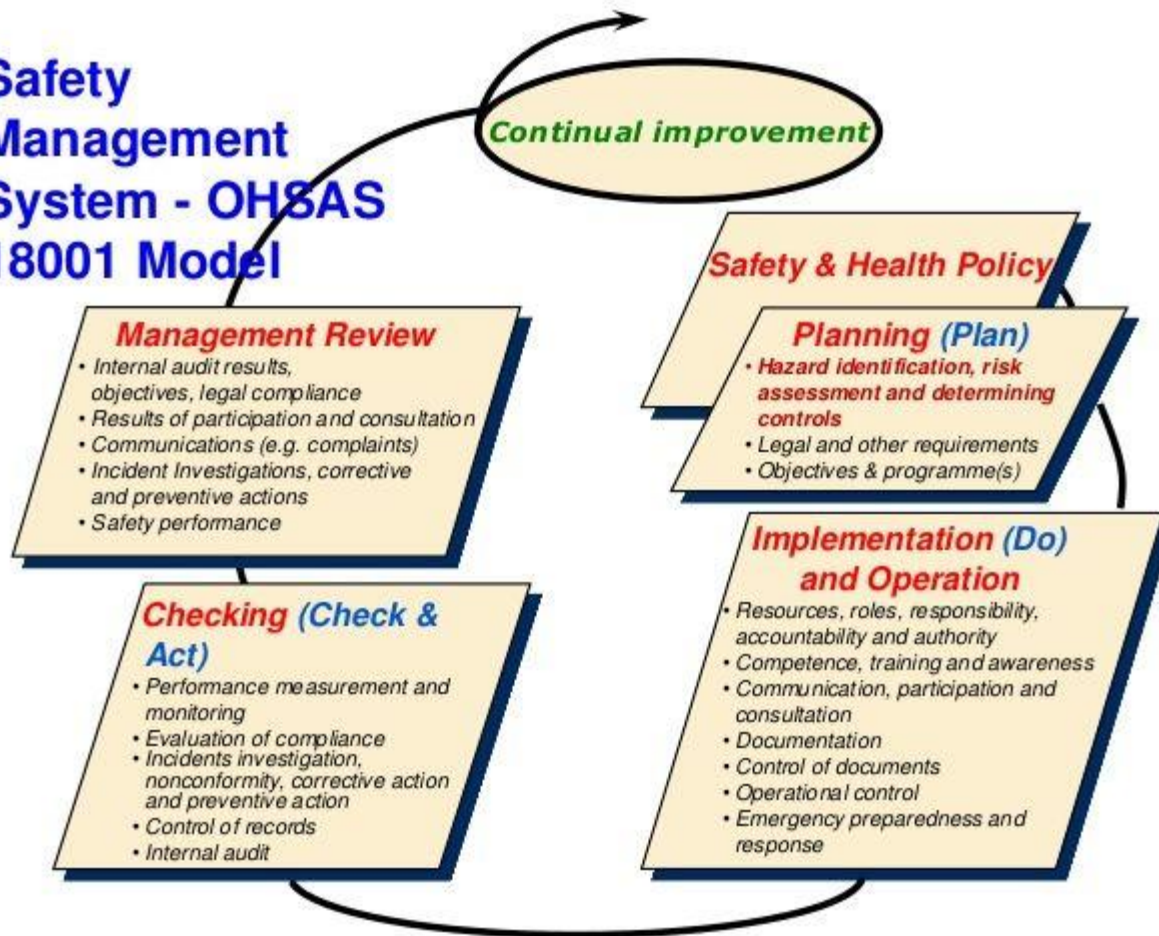 Safety
Management
System - OHSAS
18001 Model
Continual improvement
Safety & Health Policy
Planning (Plan)
• Hazard identification, risk
assessment and determining
controls
• Legal and other requirements
• Objectives & programme(s)
Implementation (Do)
and Operation
• Resources, roles, responsibility,
accountability and authority
• Competence, training and awareness
• Communication, participation and
consultation
• Documentation
• Control of documents
• Operational control
• Emergency preparedness and
response
Checking (Check &
Act)
• Performance measurement and
monitoring
• Evaluation of compliance
• Incidents investigation,
nonconformity, corrective action
and preventive action
• Control of records
• Internal audit
Management Review
• Internal audit results,
objectives, legal compliance
• Results of participation and consultation
• Communications (e.g. complaints)
• Incident Investigations, corrective
and preventive actions
• Safety performance